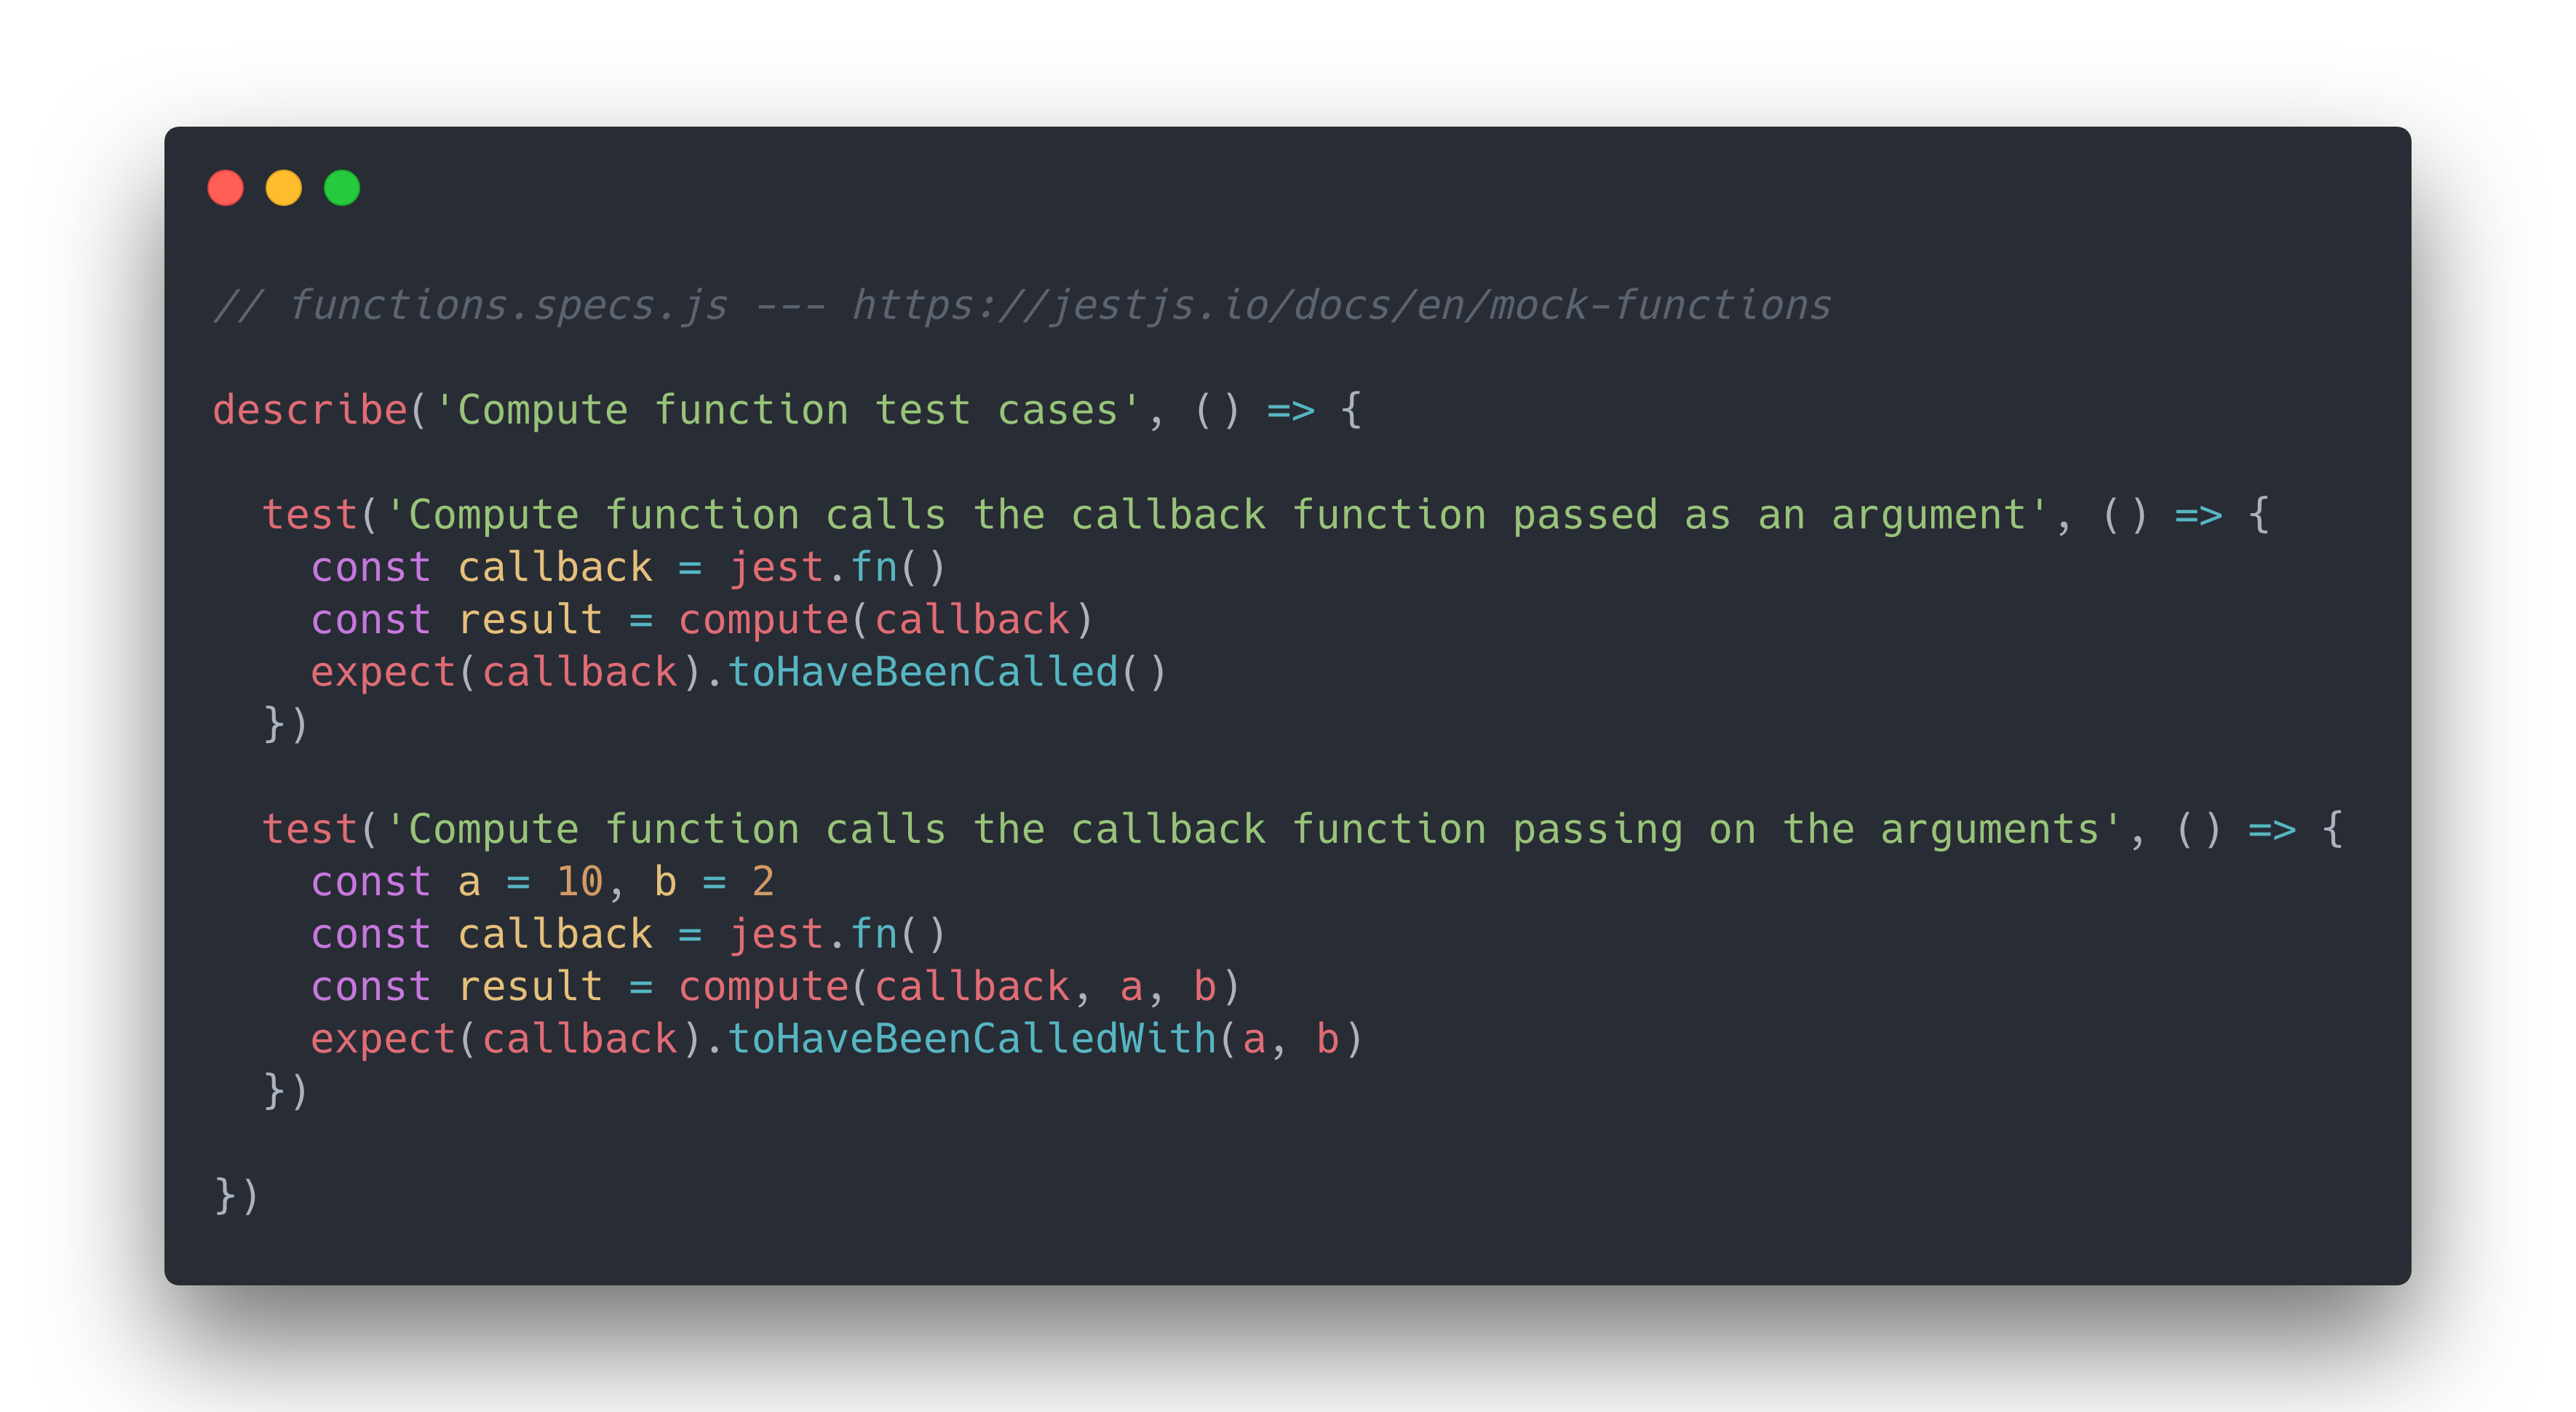 // functions.specs.js --- https://jestjs.io/docs/en/mock-functions
describe('Compute function test cases', () => {
  test('Compute function calls the callback function passed as an argument', () => {
    const callback = jest.fn()
    const result = compute(callback)
    expect(callback).toHaveBeenCalled()
  })
  test('Compute function calls the callback function passing on the arguments', () => {
    const a = 10, b = 2
    const callback = jest.fn()
    const result = compute(callback, a, b)
    expect(callback).toHaveBeenCalledWith(a, b)
  })
})